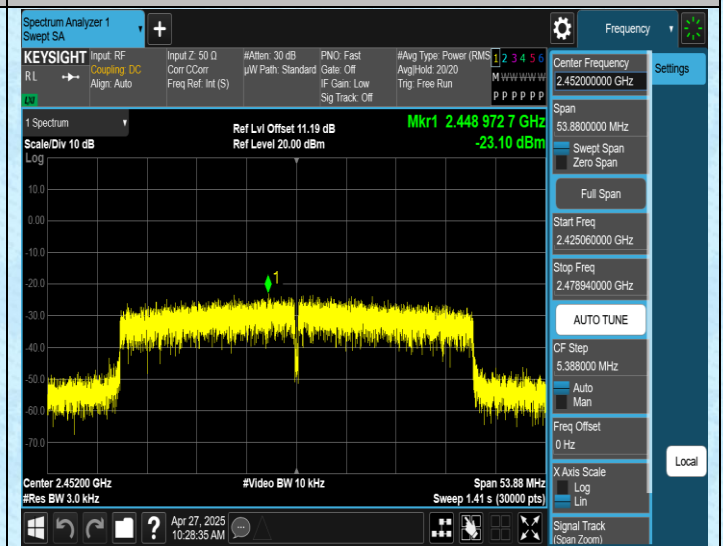 Spectrum Analyzer 1
Swept SA
Frequency
KEYSIGHT
RL
LXI
Input: RF
Coupling: DC
Align: Auto
Input Z: 50 Ω
Corr CCorr
Freq Ref: Int (S)
#Atten: 30 dB
µW Path: Standard
PNO: Fast
Gate: Off
IF Gain: Low
Sig Track: Off
#Avg Type: Power (RMS
Avg|Hold: 20/20
Trig: Free Run
1 2 3 4 5 6
M W W W W W
P P P P P P
1 Spectrum
Scale/Div 10 dB
Log
Ref Lvl Offset 11.19 dB
Ref Level 20.00 dBm
Mkr1 2.448 972 7 GHz
-23.10 dBm
10.0
0.00
-10.0
-20.0
-30.0
-40.0
-50.0
-60.0
-70.0
1
Center 2.45200 GHz
#Res BW 3.0 kHz
#Video BW 10 kHz
Span 53.88 MHz
Sweep 1.41 s (30000 pts)
Apr 27, 2025
10:28:35 AM
Center Frequency
2.452000000 GHz
Span
53.8800000 MHz
Swept Span
Zero Span
Full Span
Start Freq
2.425060000 GHz
Stop Freq
2.478940000 GHz
AUTO TUNE
CF Step
5.388000 MHz
Auto
Man
Freq Offset
0 Hz
X Axis Scale
Log
Lin
Signal Track
(Span Zoom)
Settings
Local